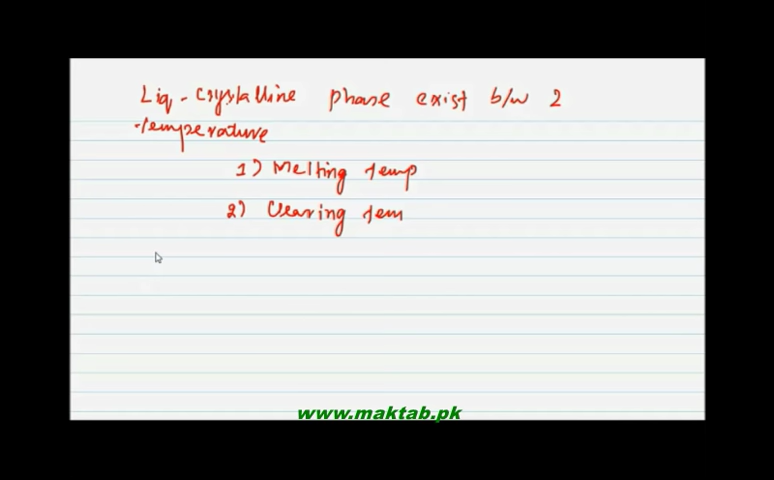 Liq - Crystalline phase exist b/w 2
Temperature
1) Melting temp
2) Clearing tem
www.maktab.pk